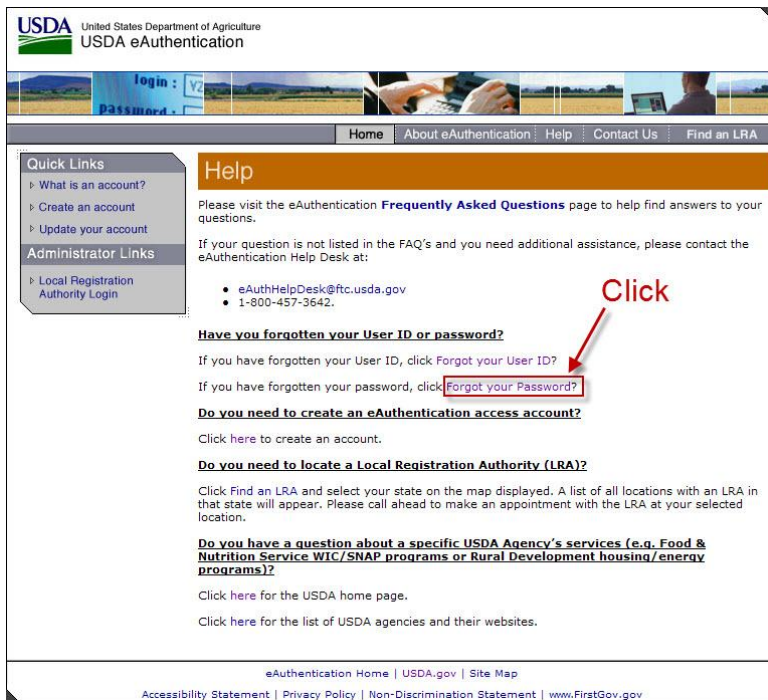 USDA United States Department of Agriculture
USDA eAuthentication
login :
password :
Home About eAuthentication Help Contact Us Find an LRA
Quick Links
What is an account?
Create an account
Update your account
Administrator Links
Local Registration
Authority Login
Help
Please visit the eAuthentication Frequently Asked Questions page to help find answers to your
questions.
If your question is not listed in the FAQ's and you need additional assistance, please contact the
eAuthentication Help Desk at:
• eAuthHelpDesk@ftc.usda.gov
• 1-800-457-3642.
Click
Have you forgotten your User ID or password?
If you have forgotten your User ID, click Forgot your User ID?
If you have forgotten your password, click Forgot your Password?
Do you need to create an eAuthentication access account?
Click here to create an account.
Do you need to locate a Local Registration Authority (LRA)?
Click Find an LRA and select your state on the map displayed. A list of all locations with an LRA in
that state will appear. Please call ahead to make an appointment with the LRA at your selected
location.
Do you have a question about a specific USDA Agency's services (e.g. Food &
Nutrition Service WIC/SNAP programs or Rural Development housing/energy
programs)?
Click here for the USDA home page.
Click here for the list of USDA agencies and their websites.
eAuthentication Home | USDA.gov | Site Map
Accessibility Statement | Privacy Policy | Non-Discrimination Statement | www.FirstGov.gov